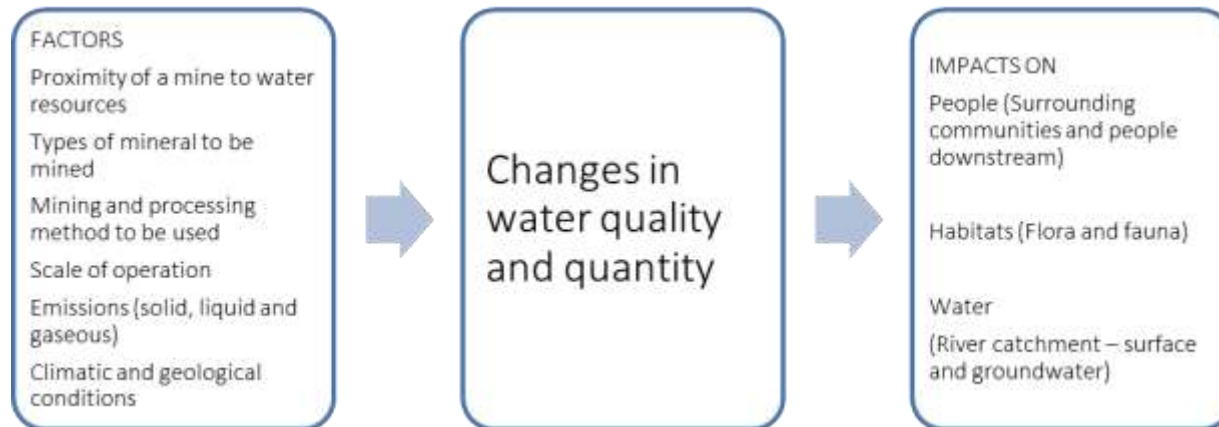 FACTORS
Proximity of a mine to water
resources
Types of mineral to be
mined
Mining and processing
method to be used
Scale of operation
Emissions (solid, liquid and
gaseous)
Climatic and geological
conditions
Changes in
water quality
and quantity
IMPACTS ON
People (Surrounding
communities and people
downstream)
Habitats (Flora and fauna)
Water
(River catchment – surface
and groundwater)